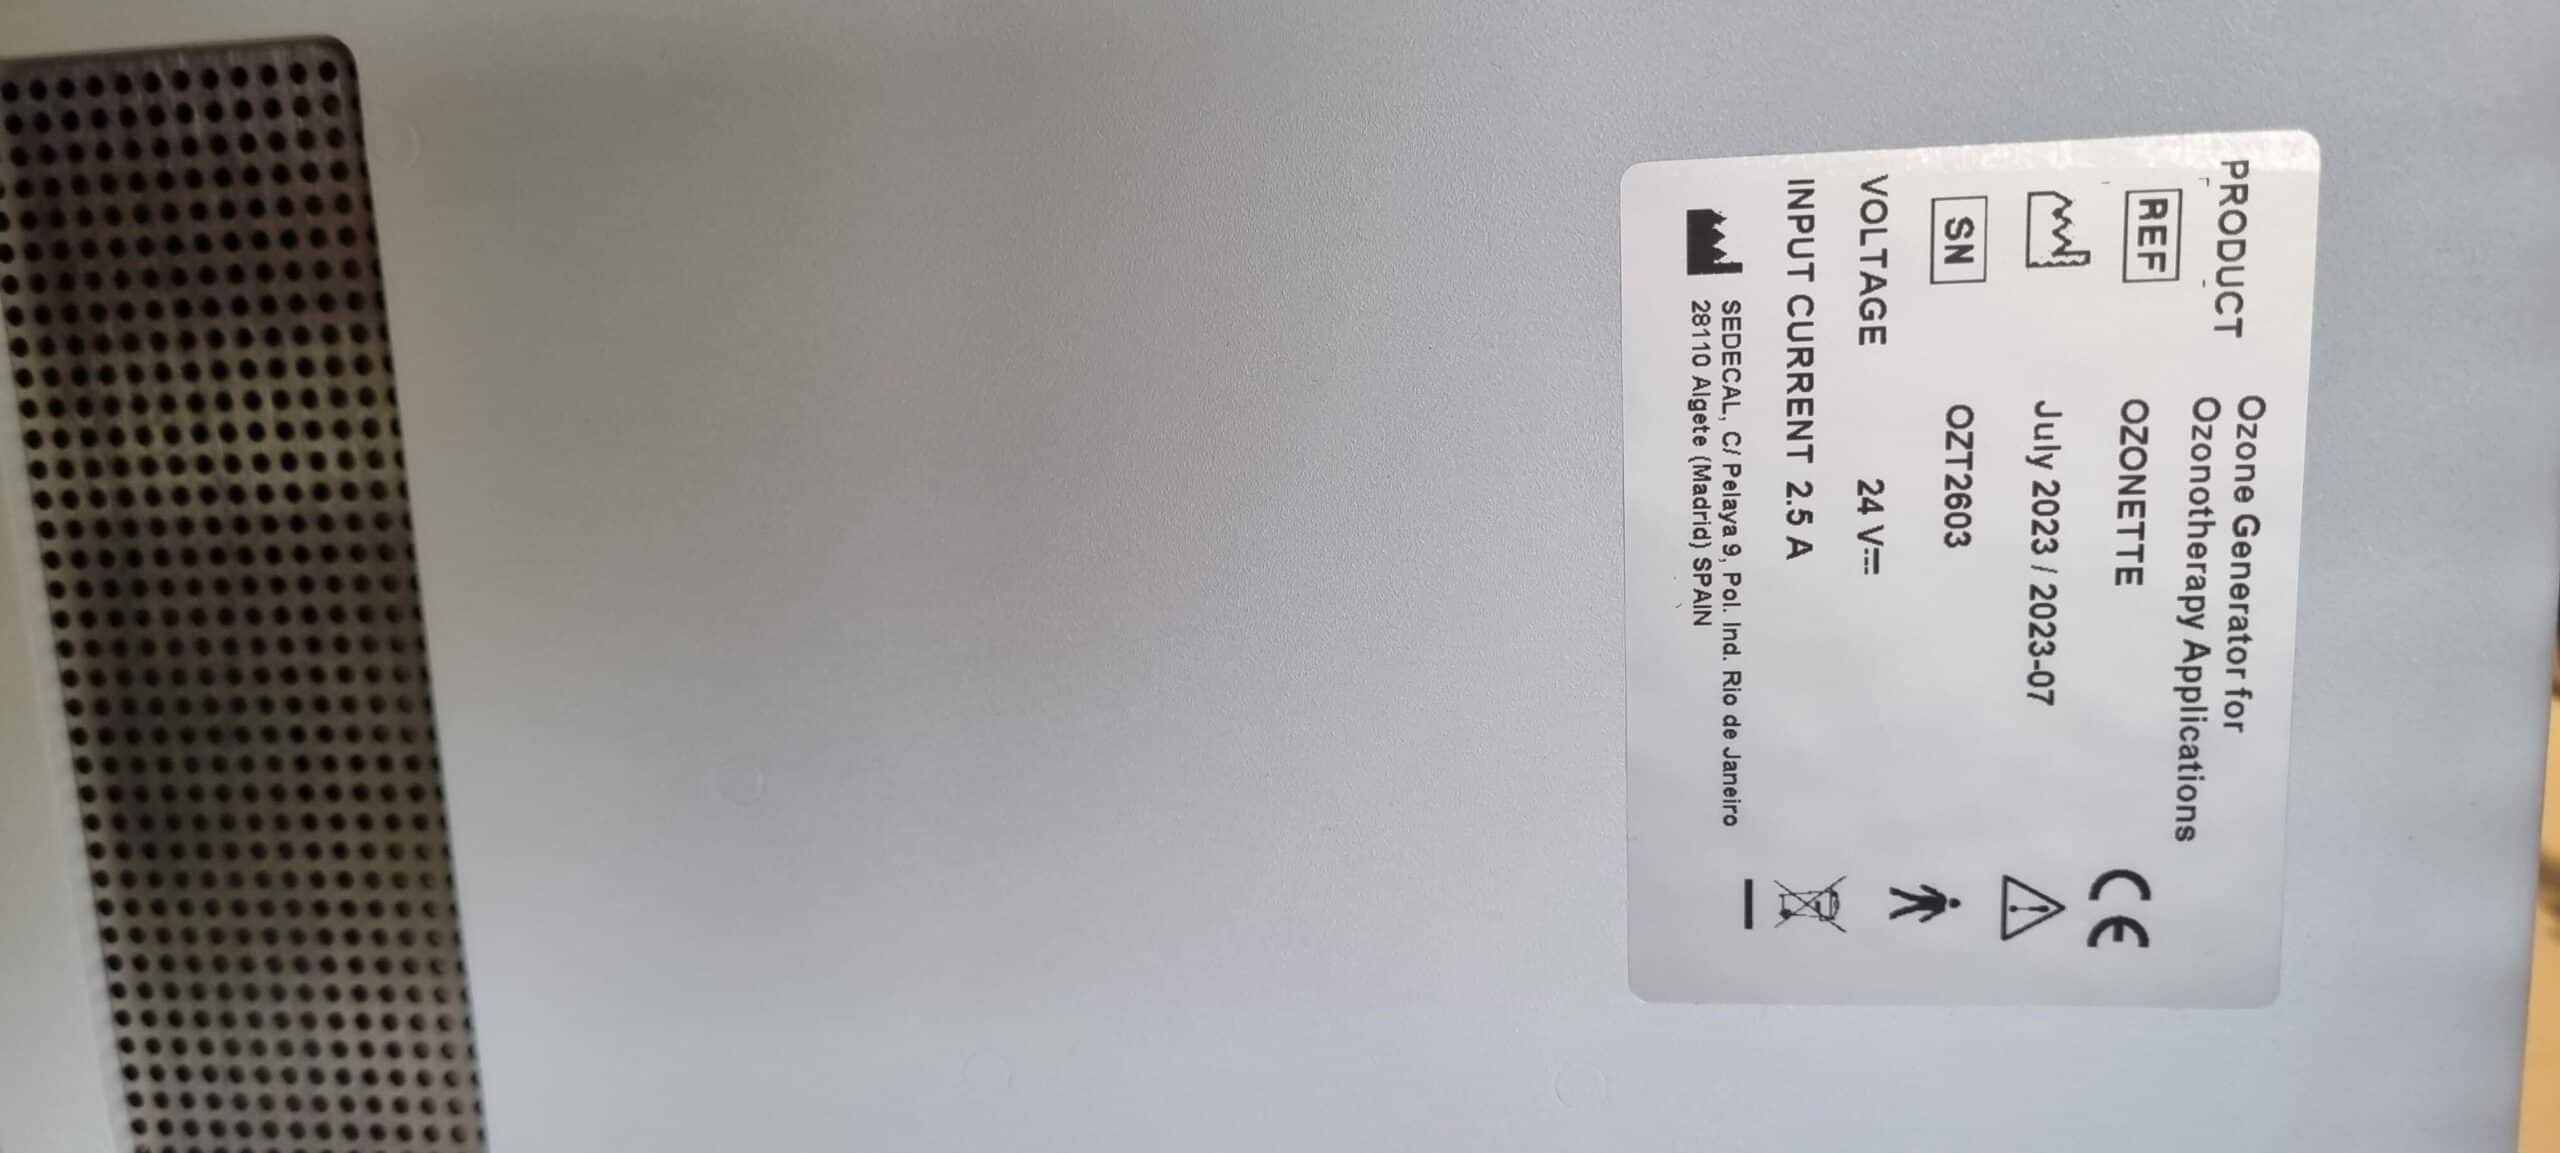 PRODUCT Ozone Generator for
Ozonotherapy Applications
REF OZONETTE
July 2023 / 2023-07
SN OZT2603
VOLTAGE 24 V
INPUT CURRENT 2.5 A
SEDECAL, C/ Pelaya 9, Pol. Ind. Rio de Janeiro
28110 Algete (Madrid) SPAIN
CE